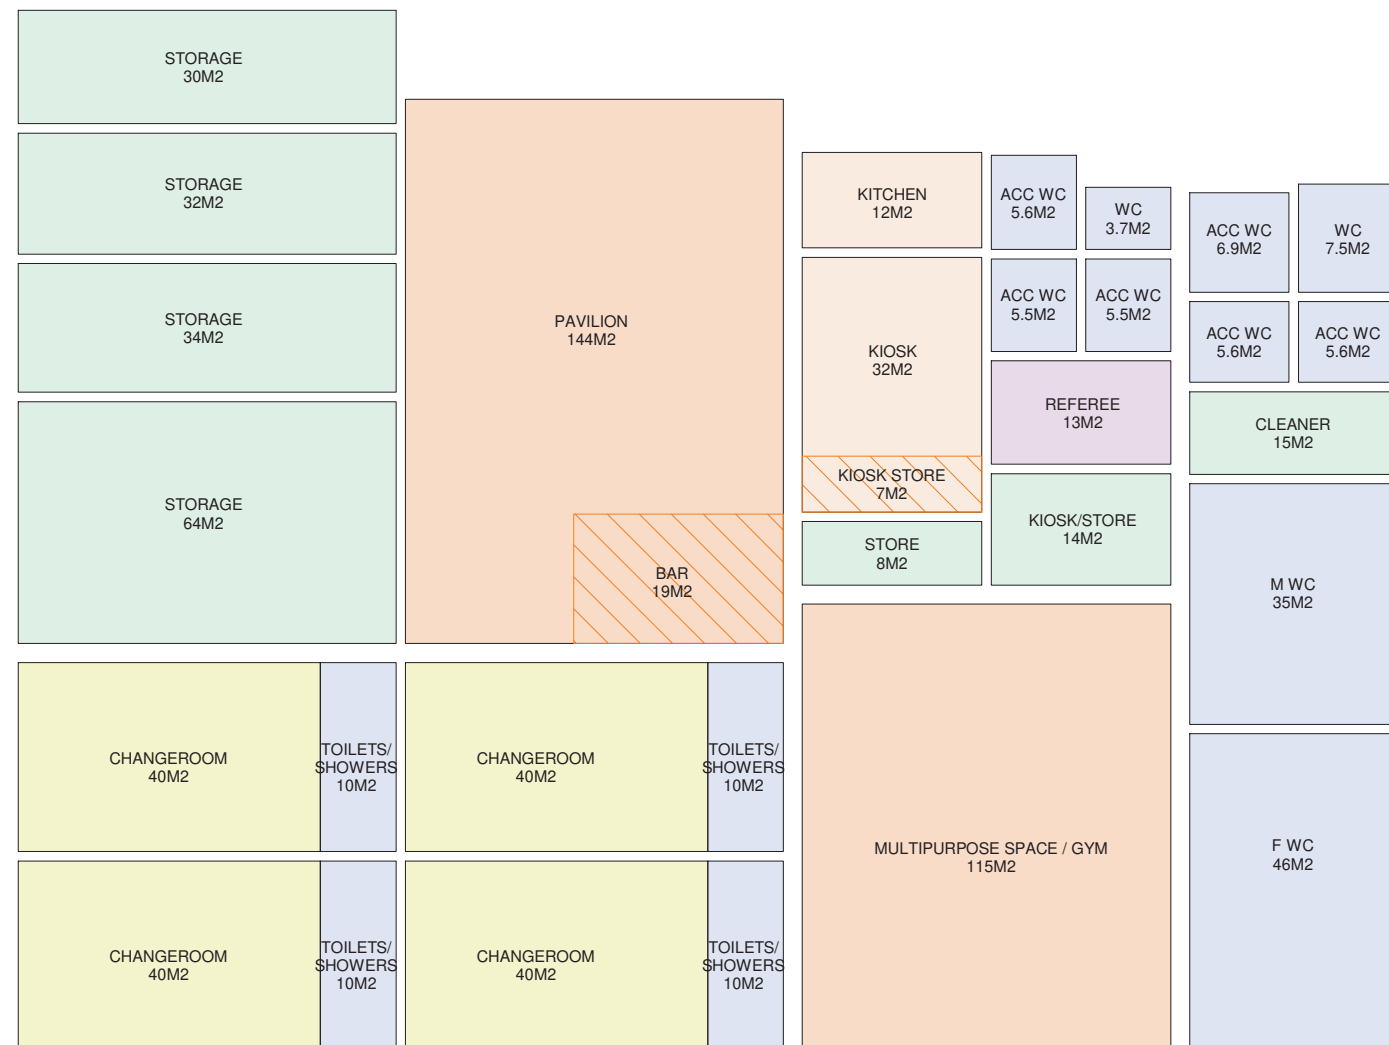 STORAGE
30M2
STORAGE
32M2
STORAGE
34M2
STORAGE
64M2
PAVILION
144M2
BAR
19M2
KITCHEN
12M2
KIOSK
32M2
KIOSK STORE
7M2
STORE
8M2
ACC WC
5.6M2
WC
3.7M2
ACC WC
5.5M2
ACC WC
5.5M2
REFEREE
13M2
KIOSK/STORE
14M2
ACC WC
6.9M2
WC
7.5M2
ACC WC
5.6M2
ACC WC
5.6M2
CLEANER
15M2
M WC
35M2
F WC
46M2
CHANGEROOM
40M2
TOILETS/
SHOWERS
10M2
CHANGEROOM
40M2
TOILETS/
SHOWERS
10M2
CHANGEROOM
40M2
TOILETS/
SHOWERS
10M2
CHANGEROOM
40M2
TOILETS/
SHOWERS
10M2
MULTIPURPOSE SPACE / GYM
115M2